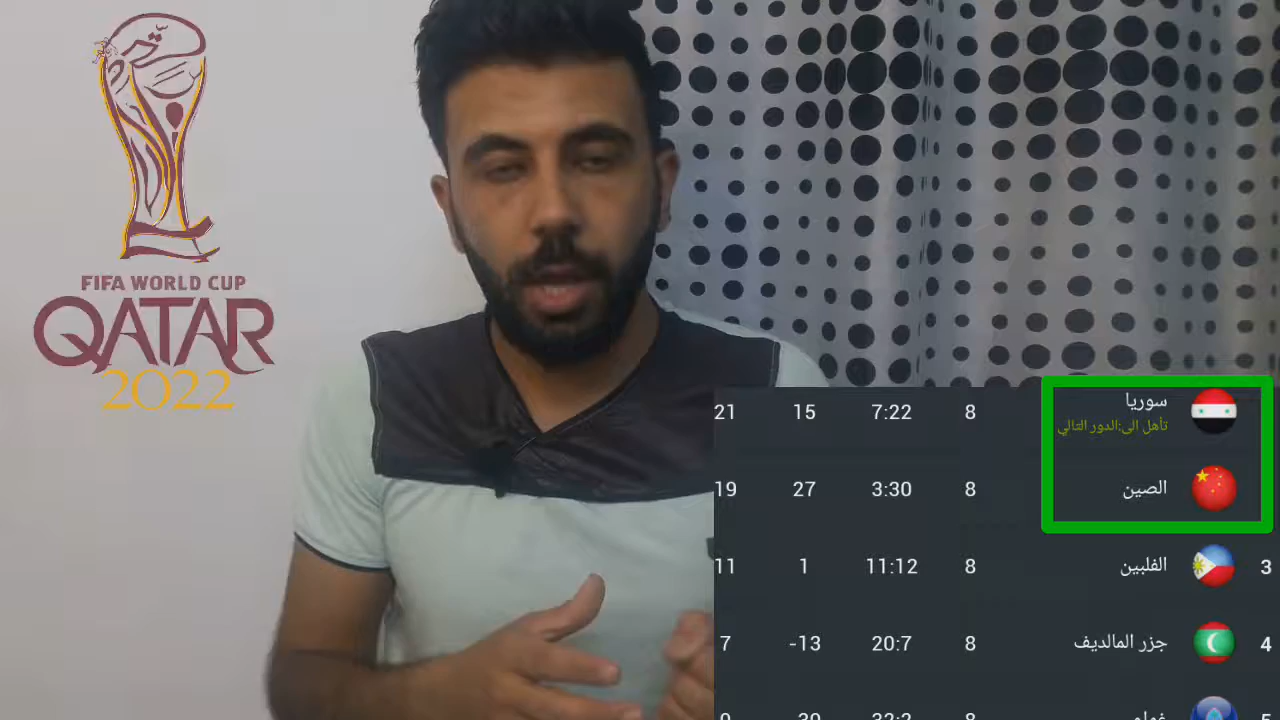 FIFA WORLD CUP
QATAR
2022
سوريا 8 7:22 15 21
تأهل الى:الدور التالي
الصين 8 3:30 27 19
3 الفلبين 8 11:12 1 11
4 جزر المالديف 8 20:7 -13 7